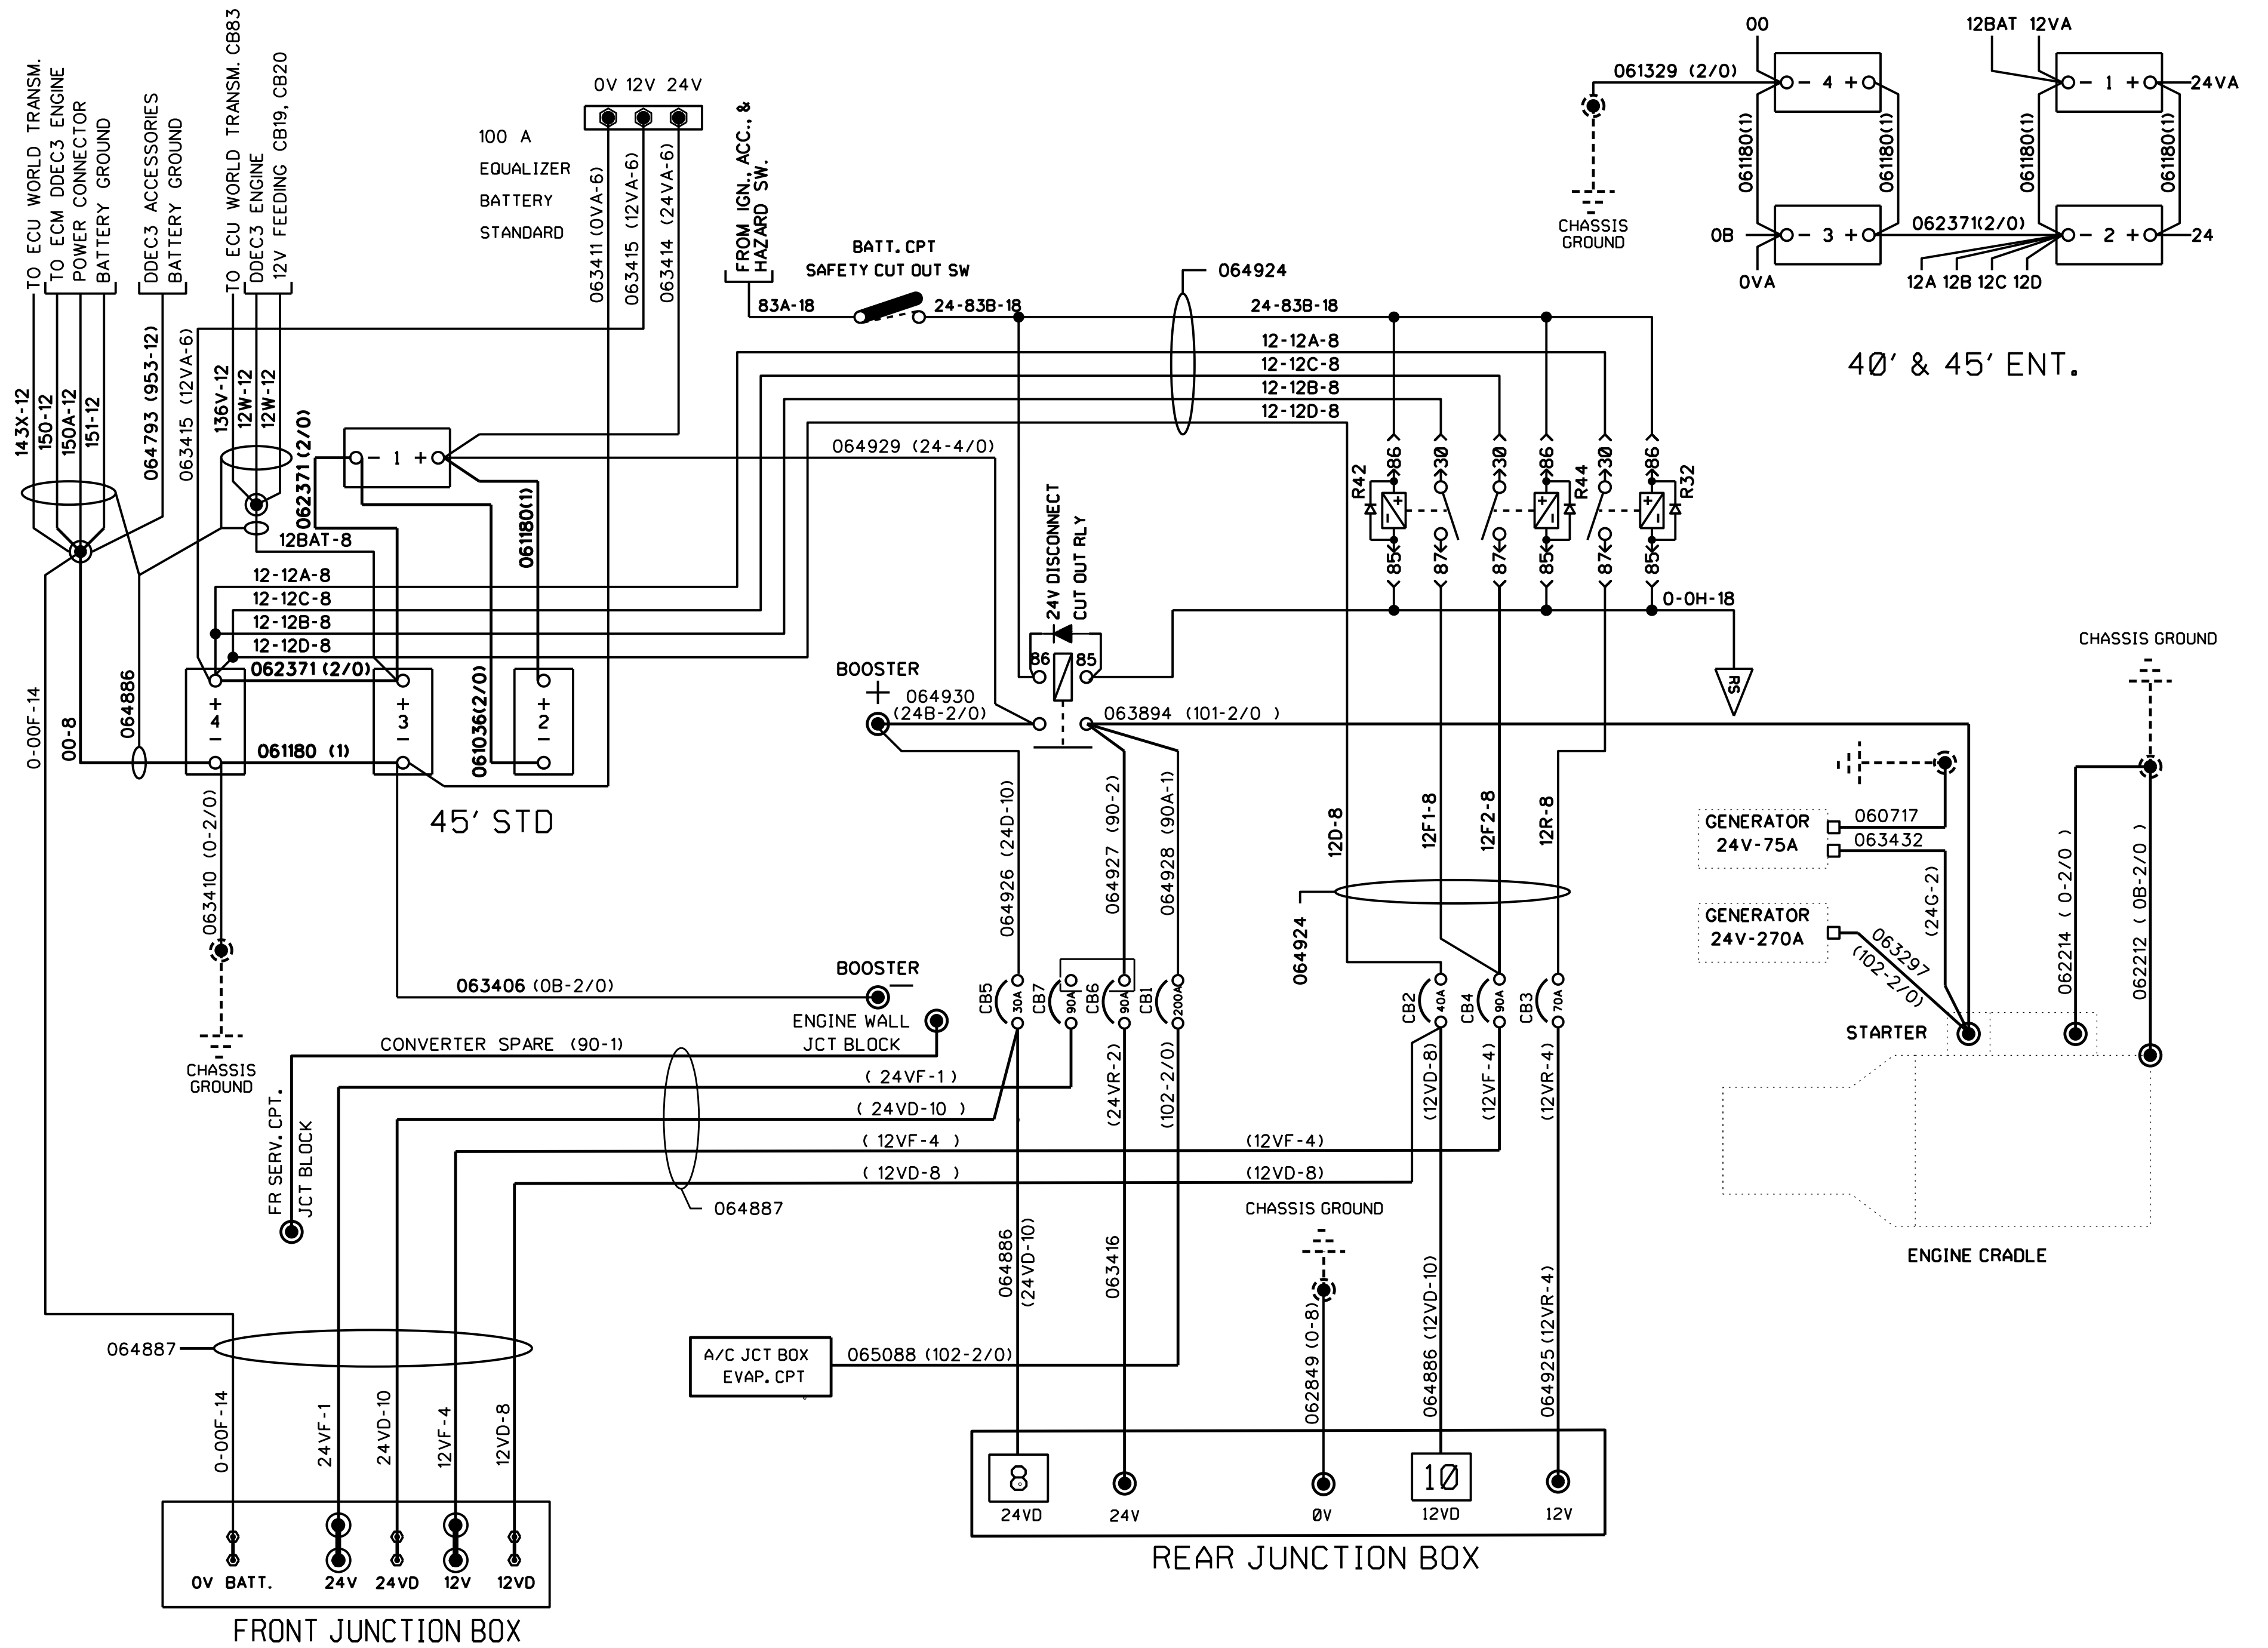 TO ECU WORLD TRANSM.
TO ECM DDEC3 ENGINE
POWER CONNECTOR
BATTERY GROUND
DDEC3 ACCESSORIES
BATTERY GROUND
TO ECU WORLD TRANSM. CB83
DDEC3 ENGINE
12V FEEDING CB19, CB20
143X-12
150-12
150A-12
151-12
064793 (953-12)
063415 (12VA-6)
136V-12
12W-12
12W-12
062371 (2/0)
0V 12V 24V
100 A
EQUALIZER
BATTERY
STANDARD
063411 (0VA-6)
063415 (12VA-6)
063414 (24VA-6)
FROM IGN., ACC., &
HAZARD SW.
BATT. CPT
SAFETY CUT OUT SW
83A-18
24-83B-18
064924
24-83B-18
12-12A-8
12-12C-8
12-12B-8
12-12D-8
00
061329 (2/0)
- 4 +
CHASSIS
GROUND
061180(1)
061180(1)
0B
- 3 +
0VA
062371(2/0)
12BAT 12VA
- 1 +
24VA
061180(1)
061180(1)
- 2 +
24
12A 12B 12C 12D
40' & 45' ENT.
- 1 +
064929 (24-4/0)
061180(1)
12BAT-8
12-12A-8
12-12C-8
12-12B-8
12-12D-8
062371 (2/0)
+
4
-
+
3
-
+
2
-
061180 (1)
061036(2/0)
45' STD
0-00F-14
00-8
064886
063410 (0-2/0)
CHASSIS
GROUND
24V DISCONNECT
CUT OUT RLY
86
85
BOOSTER
+
064930
(24B-2/0)
063894 (101-2/0 )
R42
86
30
30
86
R44
30
86
R32
+
-
+
-
+
-
85
87
87
85
87
85
0-0H-18
RS
CHASSIS GROUND
064926 (24D-10)
064927 (90-2)
064928 (90A-1)
12D-8
12F1-8
12F2-8
12R-8
064924
GENERATOR
24V-75A
060717
063432
(24G-2)
GENERATOR
24V-270A
063297
(102-2/0)
062214 ( 0-2/0 )
062212 ( 0B-2/0 )
STARTER
ENGINE CRADLE
063406 (0B-2/0)
BOOSTER
-
ENGINE WALL
JCT BLOCK
CB5
30A
CB7
90A
CB6
90A
CB1
200A
CB2
40A
CB4
90A
CB3
70A
CONVERTER SPARE (90-1)
( 24VF-1 )
( 24VD-10 )
( 12VF-4 )
( 12VD-8 )
(12VF-4)
(12VD-8)
064887
FR SERV. CPT.
JCT BLOCK
(24VR-2)
(102-2/0)
(12VD-8)
(12VF-4)
(12VR-4)
CHASSIS GROUND
064886
(24VD-10)
063416
062849 (0-8)
064886 (12VD-10)
064925 (12VR-4)
A/C JCT BOX
EVAP. CPT
065088 (102-2/0)
8
24VD
24V
0V
10
12VD
12V
REAR JUNCTION BOX
064887
0-00F-14
24VF-1
24VD-10
12VF-4
12VD-8
0V BATT.
24V
24VD
12V
12VD
FRONT JUNCTION BOX